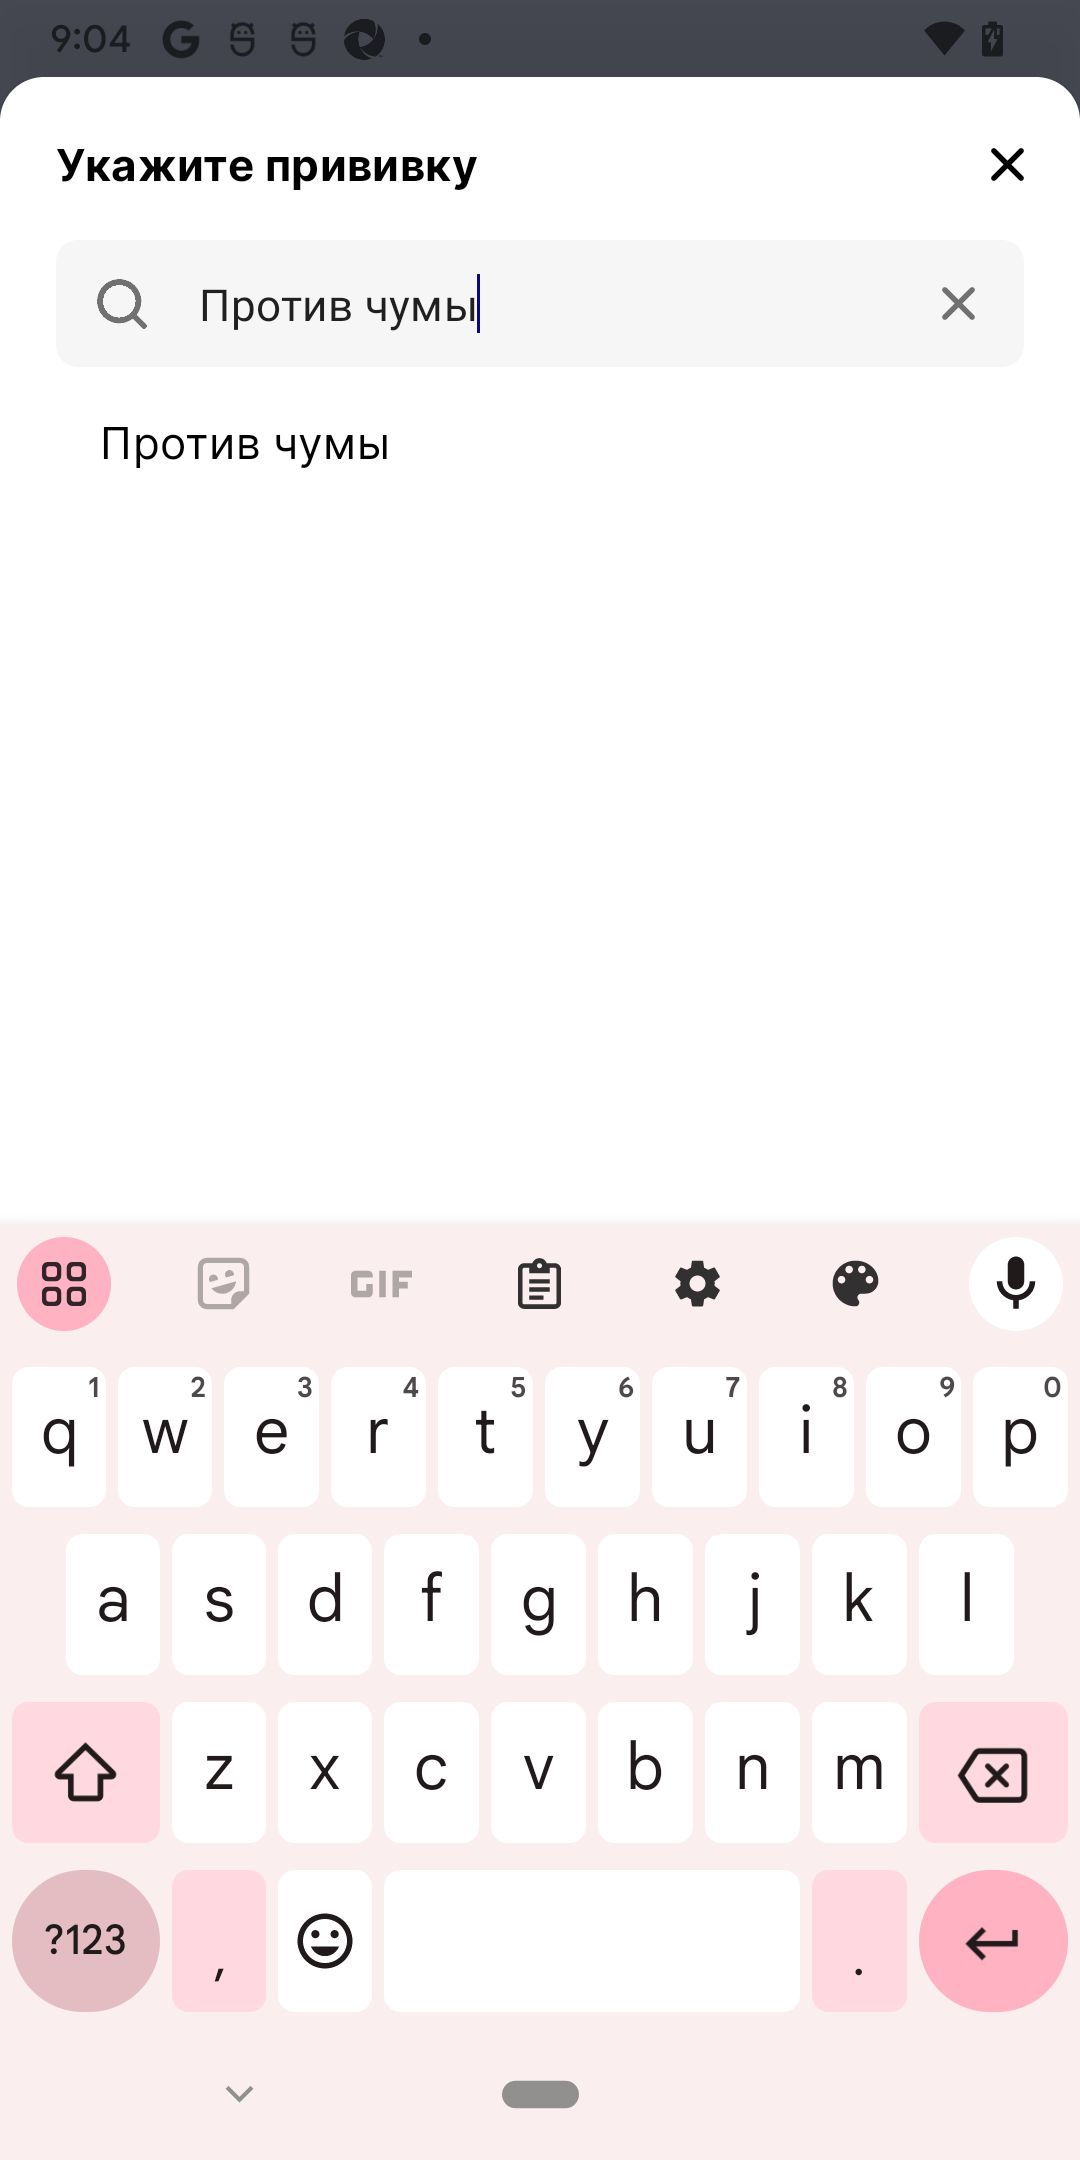 9:04
Укажите прививку
Против чумы
Против чумы
GIF
1 2 3 4 5 6 7 8 9 0
q w e r t y u i o p
a s d f g h j k l
z x c v b n m
?123 , .